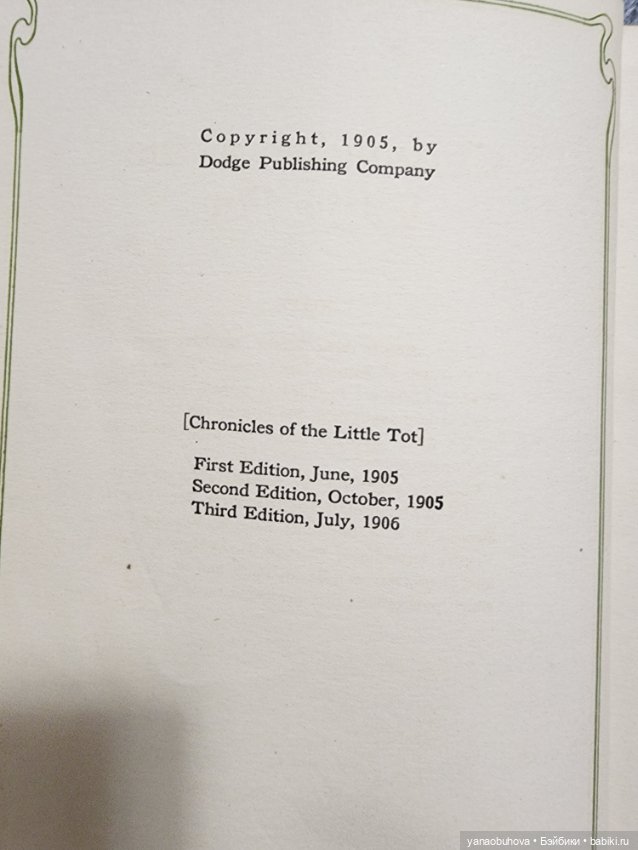 Copyright, 1905, by
Dodge Publishing Company
[Chronicles of the Little Tot]
First Edition, June, 1905
Second Edition, October, 1905
Third Edition, July, 1906
yanaobuhova • Бэйбики • babiki.ru